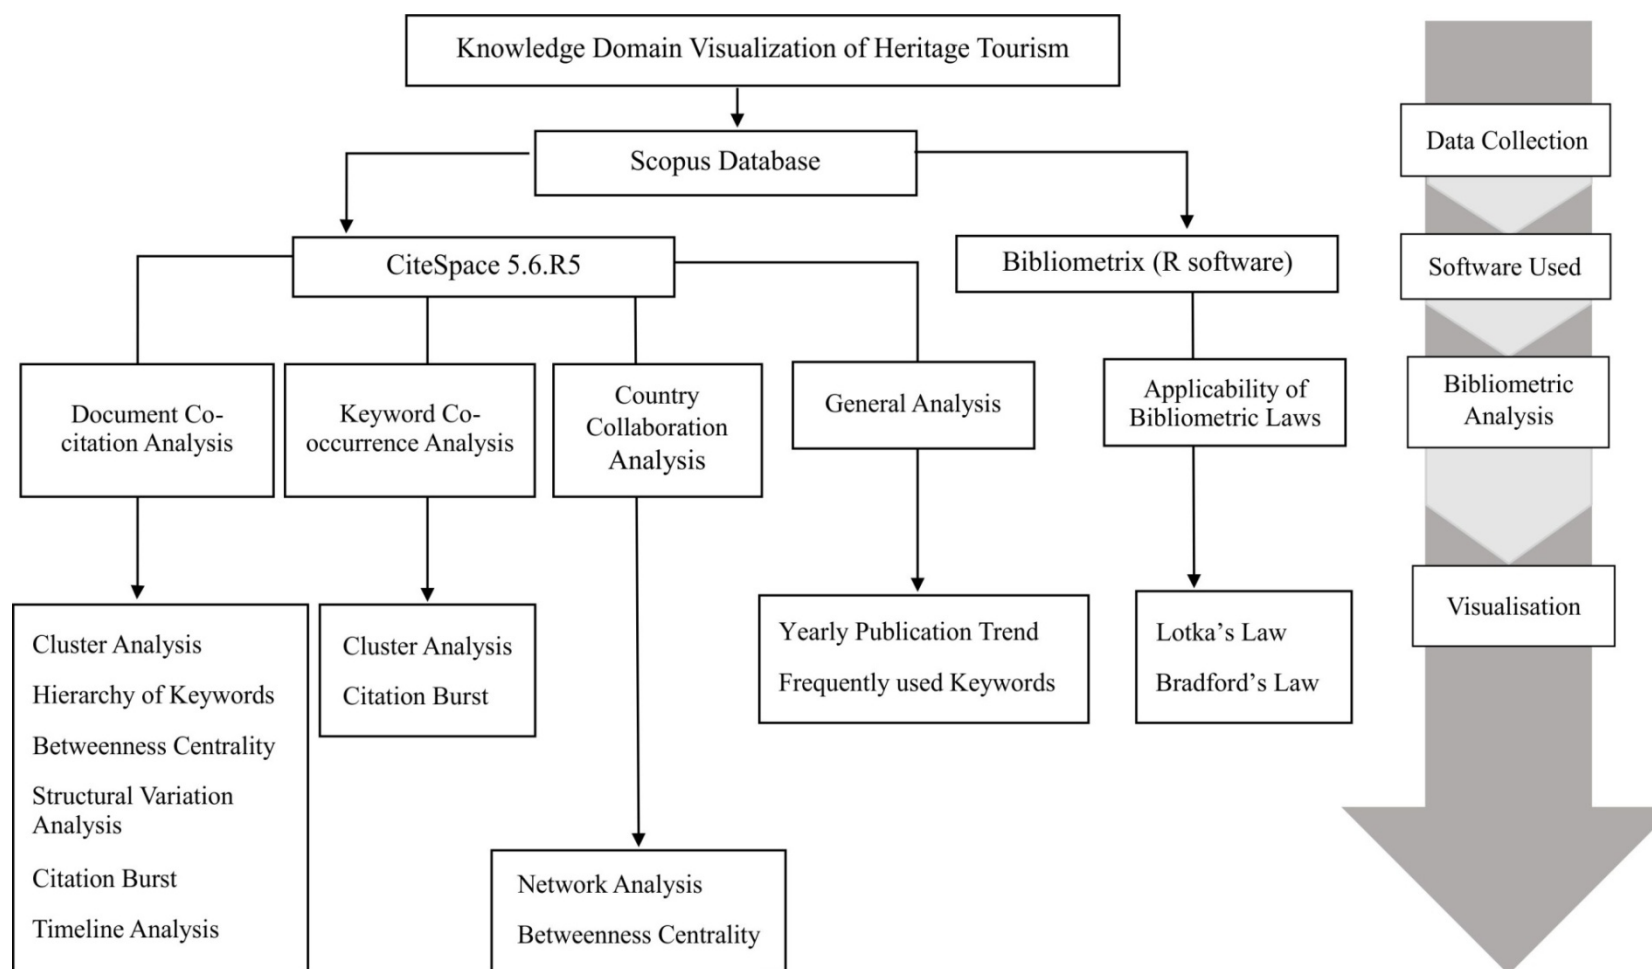 Knowledge Domain Visualization of Heritage Tourism
Scopus Database
CiteSpace 5.6.R5
Bibliometrix (R software)
Document Co-
citation Analysis
Keyword Co-
occurrence Analysis
Country
Collaboration
Analysis
General Analysis
Applicability of
Bibliometric Laws
Cluster Analysis
Hierarchy of Keywords
Betweenness Centrality
Structural Variation
Analysis
Citation Burst
Timeline Analysis
Cluster Analysis
Citation Burst
Network Analysis
Betweenness Centrality
Yearly Publication Trend
Frequently used Keywords
Lotka’s Law
Bradford’s Law
Data Collection
Software Used
Bibliometric
Analysis
Visualisation